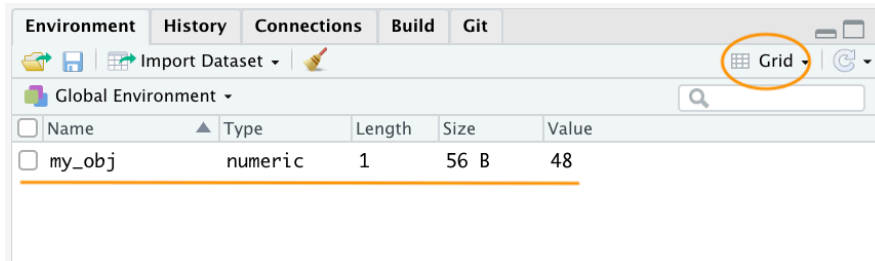 Environment History Connections Build Git
Import Dataset Grid
Global Environment
Name Type Length Size Value
my_obj numeric 1 56 B 48